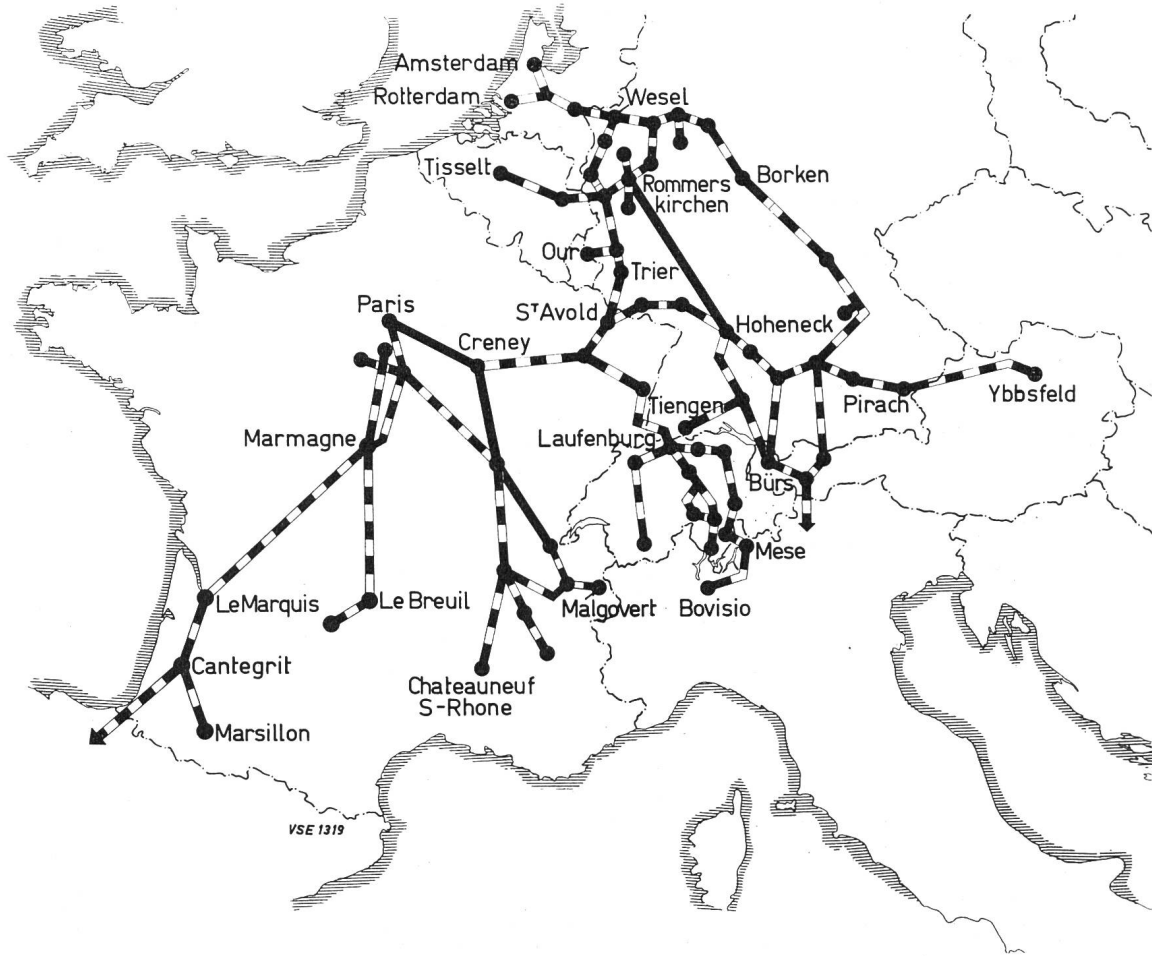 Amsterdam
Rotterdam
Wesel
Tisselt
Rommers
kirchen
Borken
Our
Trier
Paris
SᵀAvold
Creney
Hoheneck
Ybbsfeld
Pirach
Tiengen
Marmagne
Laufenburg
Bürs
Mese
LeMarquis
Le Breuil
Malgovert
Bovisio
Cantegrit
Chateauneuf
S-Rhone
Marsillon
VSE 1319